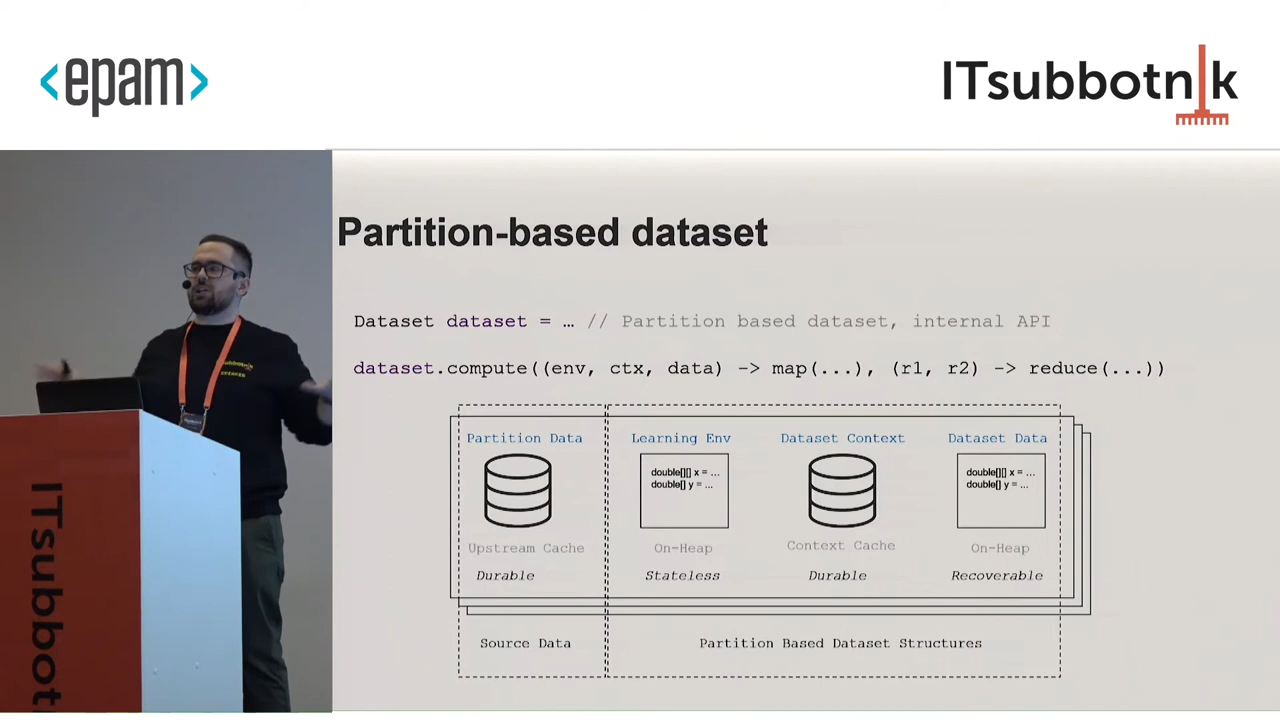 <epam>
ITsubbotnik
Partition-based dataset
Dataset dataset = … // Partition based dataset, internal API
dataset.compute((env, ctx, data) -> map(...), (r1, r2) -> reduce(...))
Partition Data
Learning Env
Dataset Context
Dataset Data
double[][] x = …
double[] y = …
double[][] x = …
double[] y = …
Upstream Cache
On-Heap
Context Cache
On-Heap
Durable
Stateless
Durable
Recoverable
Source Data
Partition Based Dataset Structures
ITsubbot